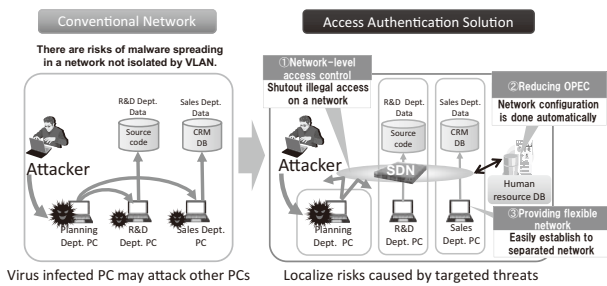 Conventional Network
There are risks of malware spreading
in a network not isolated by VLAN.
R&D Dept.
Data
Sales Dept.
Data
Source
code
CRM
DB
Attacker
Planning
Dept. PC
R&D
Dept. PC
Sales Dept.
PC
Virus infected PC may attack other PCs
Access Authentication Solution
①Network-level
access control
Shutout illegal access
on a network
R&D Dept.
Data
Sales Dept.
Data
Source
code
CRM
DB
②Reducing OPEC
Network configuration
is done automatically
Attacker
SDN
Human
resource DB
Planning
Dept. PC
R&D
Dept. PC
Sales
Dept. PC
③Providing flexible
network
Easily establish to
separated network
Localize risks caused by targeted threats